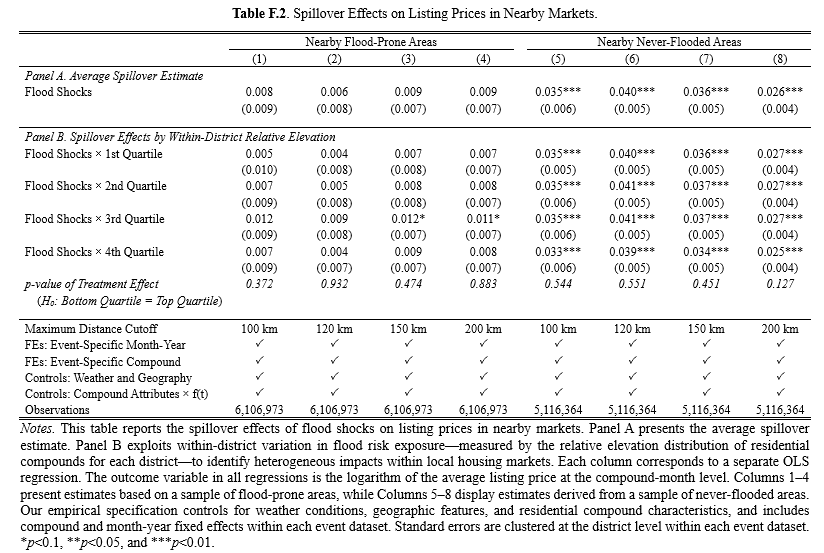 Table F.2. Spillover Effects on Listing Prices in Nearby Markets.
Nearby Flood-Prone Areas Nearby Never-Flooded Areas
(1) (2) (3) (4) (5) (6) (7) (8)
Panel A. Average Spillover Estimate
Flood Shocks 0.008 0.006 0.009 0.009 0.035*** 0.040*** 0.036*** 0.026***
(0.009) (0.008) (0.007) (0.007) (0.006) (0.005) (0.005) (0.004)
Panel B. Spillover Effects by Within-District Relative Elevation
Flood Shocks × 1st Quartile 0.005 0.004 0.007 0.007 0.035*** 0.040*** 0.036*** 0.027***
(0.010) (0.008) (0.008) (0.007) (0.005) (0.005) (0.005) (0.004)
Flood Shocks × 2nd Quartile 0.007 0.005 0.008 0.008 0.035*** 0.041*** 0.037*** 0.027***
(0.009) (0.008) (0.008) (0.007) (0.006) (0.005) (0.005) (0.004)
Flood Shocks × 3rd Quartile 0.012 0.009 0.012* 0.011* 0.035*** 0.041*** 0.037*** 0.027***
(0.009) (0.008) (0.007) (0.007) (0.006) (0.005) (0.005) (0.004)
Flood Shocks × 4th Quartile 0.007 0.004 0.009 0.008 0.033*** 0.039*** 0.034*** 0.025***
(0.009) (0.007) (0.007) (0.007) (0.006) (0.005) (0.005) (0.004)
p-value of Treatment Effect 0.372 0.932 0.474 0.883 0.544 0.551 0.451 0.127
(H₀: Bottom Quartile = Top Quartile)
Maximum Distance Cutoff 100 km 120 km 150 km 200 km 100 km 120 km 150 km 200 km
FEs: Event-Specific Month-Year ✓ ✓ ✓ ✓ ✓ ✓ ✓ ✓
FEs: Event-Specific Compound ✓ ✓ ✓ ✓ ✓ ✓ ✓ ✓
Controls: Weather and Geography ✓ ✓ ✓ ✓ ✓ ✓ ✓ ✓
Controls: Compound Attributes × f(t) ✓ ✓ ✓ ✓ ✓ ✓ ✓ ✓
Observations 6,106,973 6,106,973 6,106,973 6,106,973 5,116,364 5,116,364 5,116,364 5,116,364
Notes. This table reports the spillover effects of flood shocks on listing prices in nearby markets. Panel A presents the average spillover
estimate. Panel B exploits within-district variation in flood risk exposure—measured by the relative elevation distribution of residential
compounds for each district—to identify heterogeneous impacts within local housing markets. Each column corresponds to a separate OLS
regression. The outcome variable in all regressions is the logarithm of the average listing price at the compound-month level. Columns 1–4
present estimates based on a sample of flood-prone areas, while Columns 5–8 display estimates derived from a sample of never-flooded areas.
Our empirical specification controls for weather conditions, geographic features, and residential compound characteristics, and includes
compound and month-year fixed effects within each event dataset. Standard errors are clustered at the district level within each event dataset.
*p<0.1, **p<0.05, and ***p<0.01.